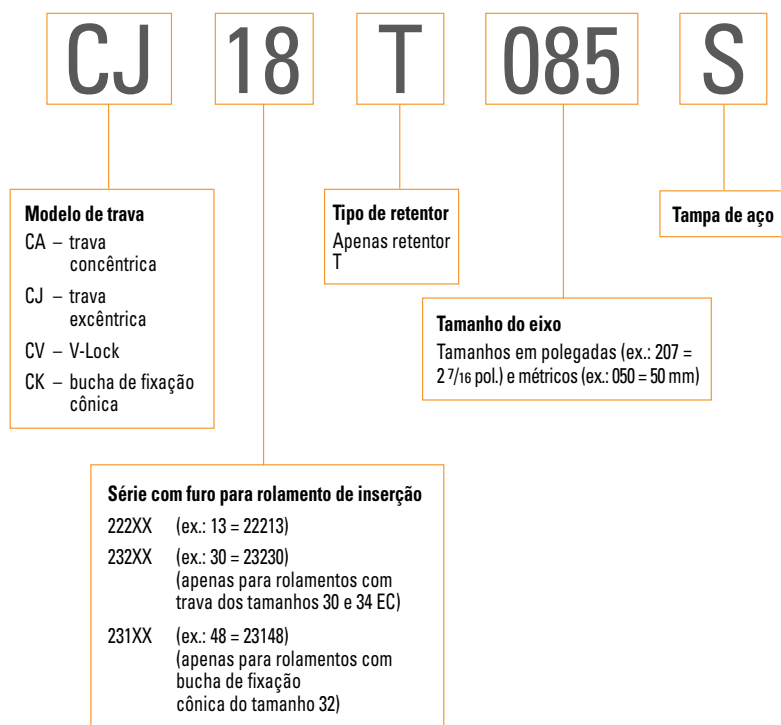 CJ 18 T 085 S
Modelo de trava
CA – trava
concêntrica
CJ – trava
excêntrica
CV – V-Lock
CK – bucha de fixação
cônica
Tipo de retentor
Apenas retentor
T
Tampa de aço
Tamanho do eixo
Tamanhos em polegadas (ex.: 207 =
2 7/16 pol.) e métricos (ex.: 050 = 50 mm)
Série com furo para rolamento de inserção
222XX (ex.: 13 = 22213)
232XX (ex.: 30 = 23230)
(apenas para rolamentos com
trava dos tamanhos 30 e 34 EC)
231XX (ex.: 48 = 23148)
(apenas para rolamentos com
bucha de fixação
cônica do tamanho 32)